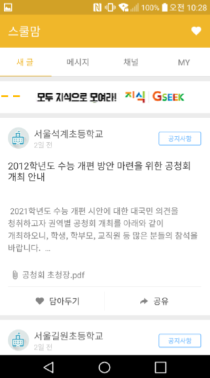 100% 오전 10:28
스쿨맘
새 글 메시지 채널 MY
모두 지식으로 모여라! 지식 GSEEK
서울석계초등학교
2일 전
공지사항
2012학년도 수능 개편 방안 마련을 위한 공청회
개최 안내
2021학년도 수능 개편 시안에 대한 대국민 의견을
청취하고자 권역별 공청회 개최를 아래와 같이
개최하오니, 학생, 학부모, 교직원 등 많은 분들의 참석을
바랍니다. ...
공청회 초청장.pdf
담아두기 공유
서울길원초등학교
2일 전
공지사항